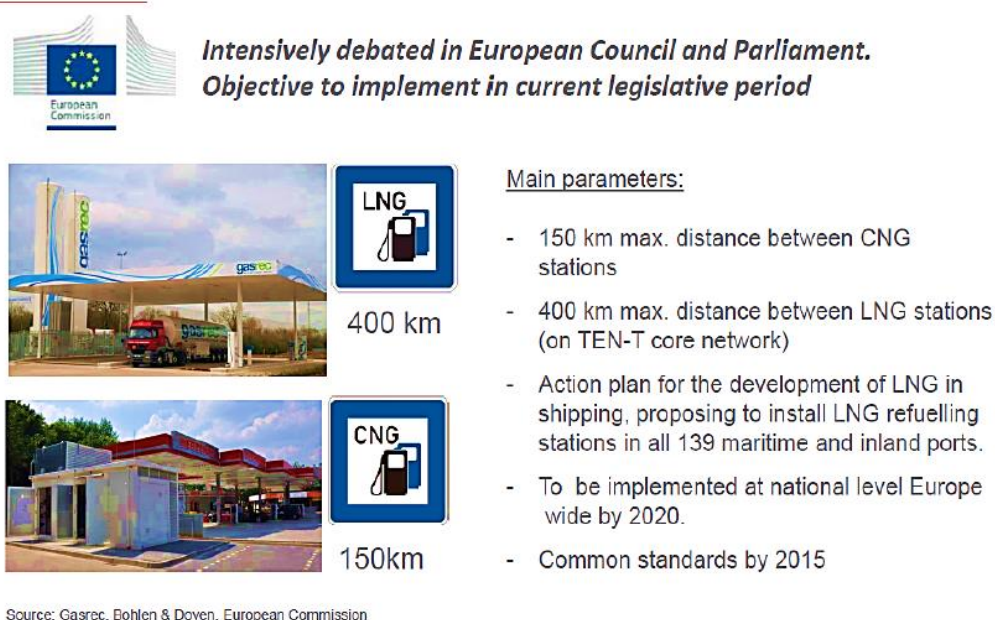 European
Commission
Intensively debated in European Council and Parliament.
Objective to implement in current legislative period
gasrec
gasrec
gasrec
LNG
400 km
CNG
150km
Main parameters:
- 150 km max. distance between CNG
stations
- 400 km max. distance between LNG stations
(on TEN-T core network)
- Action plan for the development of LNG in
shipping, proposing to install LNG refuelling
stations in all 139 maritime and inland ports.
- To be implemented at national level Europe
wide by 2020.
- Common standards by 2015
Source: Gasrec, Bohlen & Doyen, European Commission